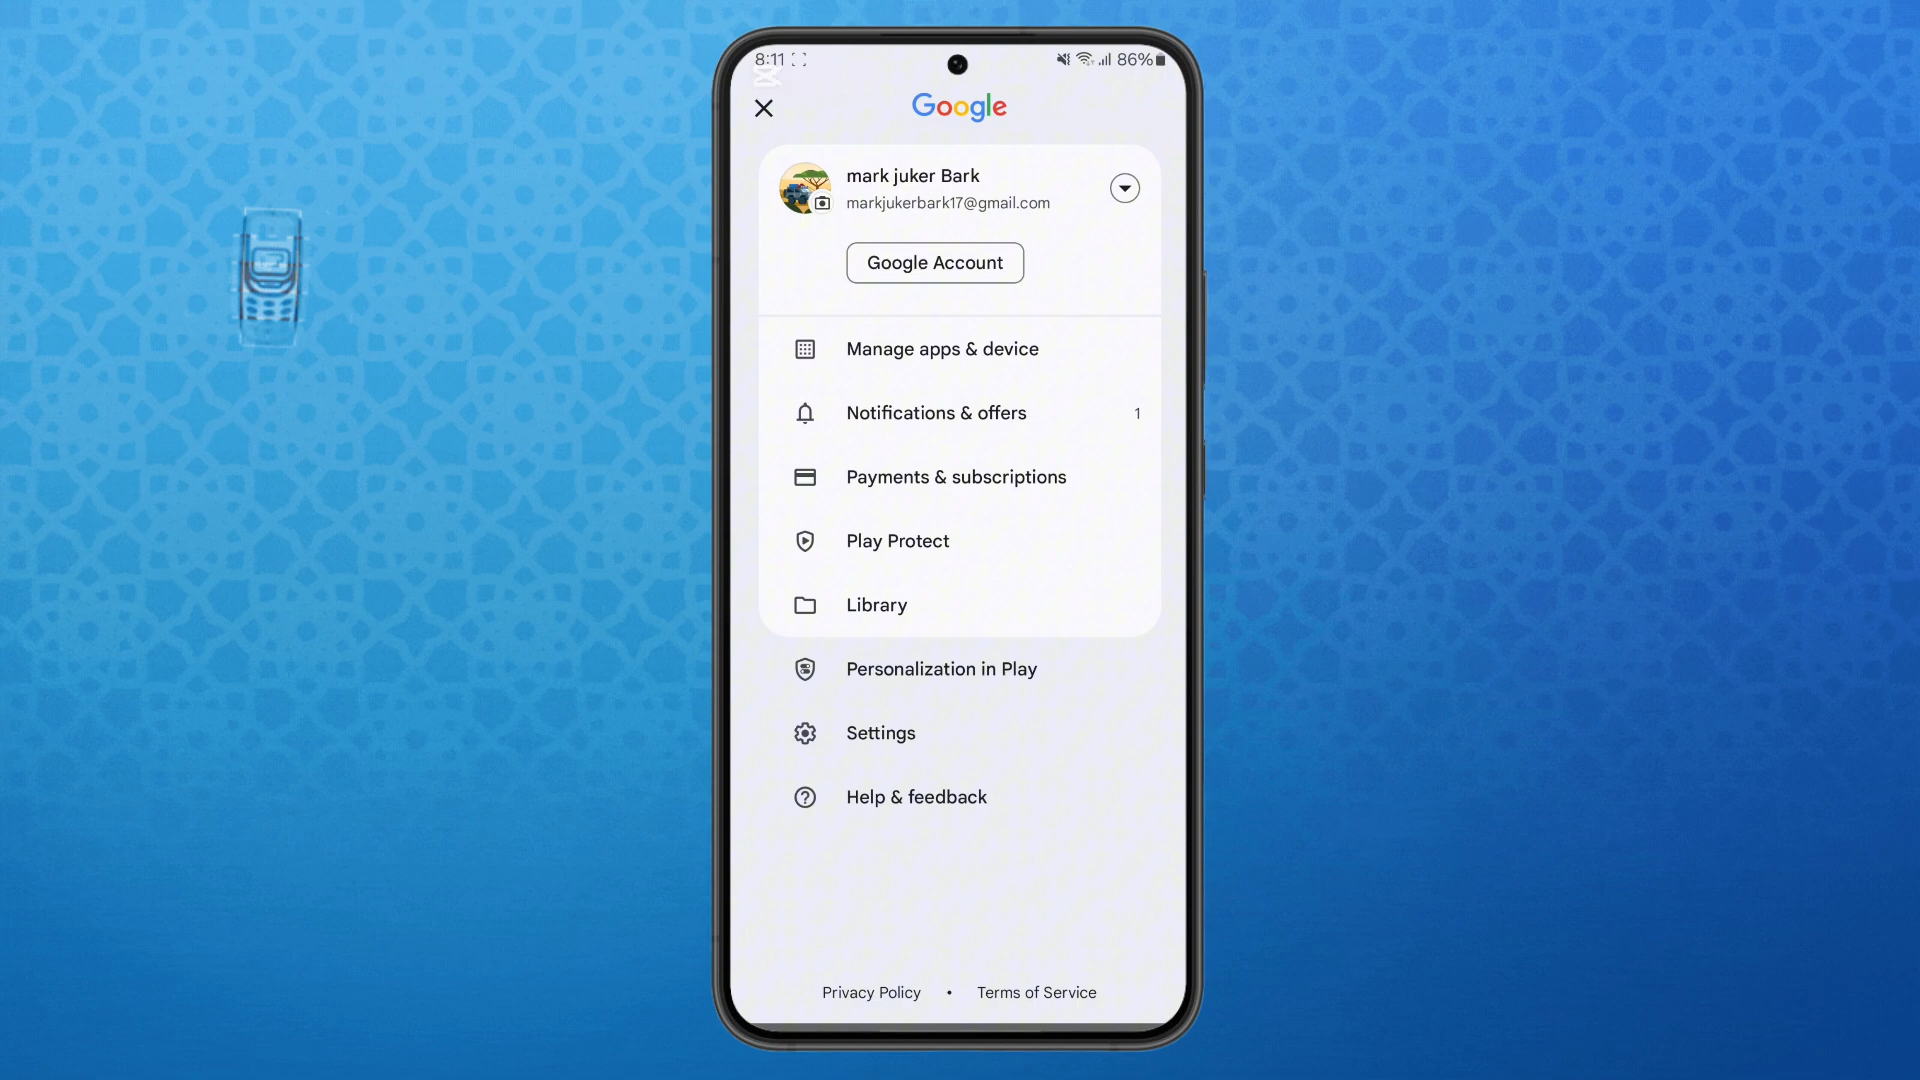 8:11 86%
Google
mark juker Bark
markjukerbark17@gmail.com
Google Account
Manage apps & device
Notifications & offers 1
Payments & subscriptions
Play Protect
Library
Personalization in Play
Settings
Help & feedback
Privacy Policy • Terms of Service